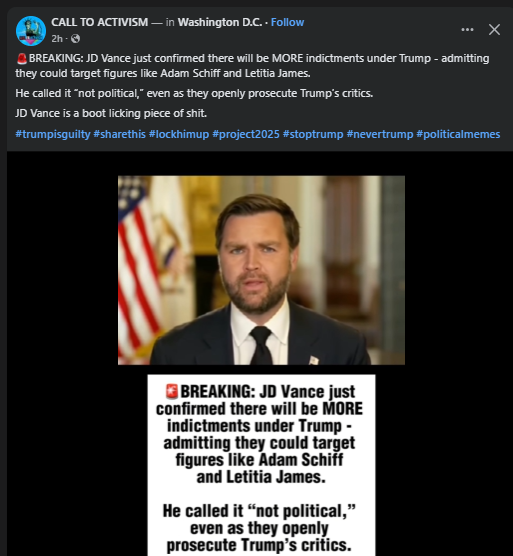 CALL TO ACTIVISM — in Washington D.C. · Follow
2h ·
🚨BREAKING: JD Vance just confirmed there will be MORE indictments under Trump - admitting
they could target figures like Adam Schiff and Letitia James.
He called it “not political,” even as they openly prosecute Trump's critics.
JD Vance is a boot licking piece of shit.
#trumpisguilty #sharethis #lockhimup #project2025 #stoptrump #nevertrump #politicalmemes
🚨BREAKING: JD Vance just
confirmed there will be MORE
indictments under Trump -
admitting they could target
figures like Adam Schiff
and Letitia James.
He called it “not political,”
even as they openly
prosecute Trump's critics.